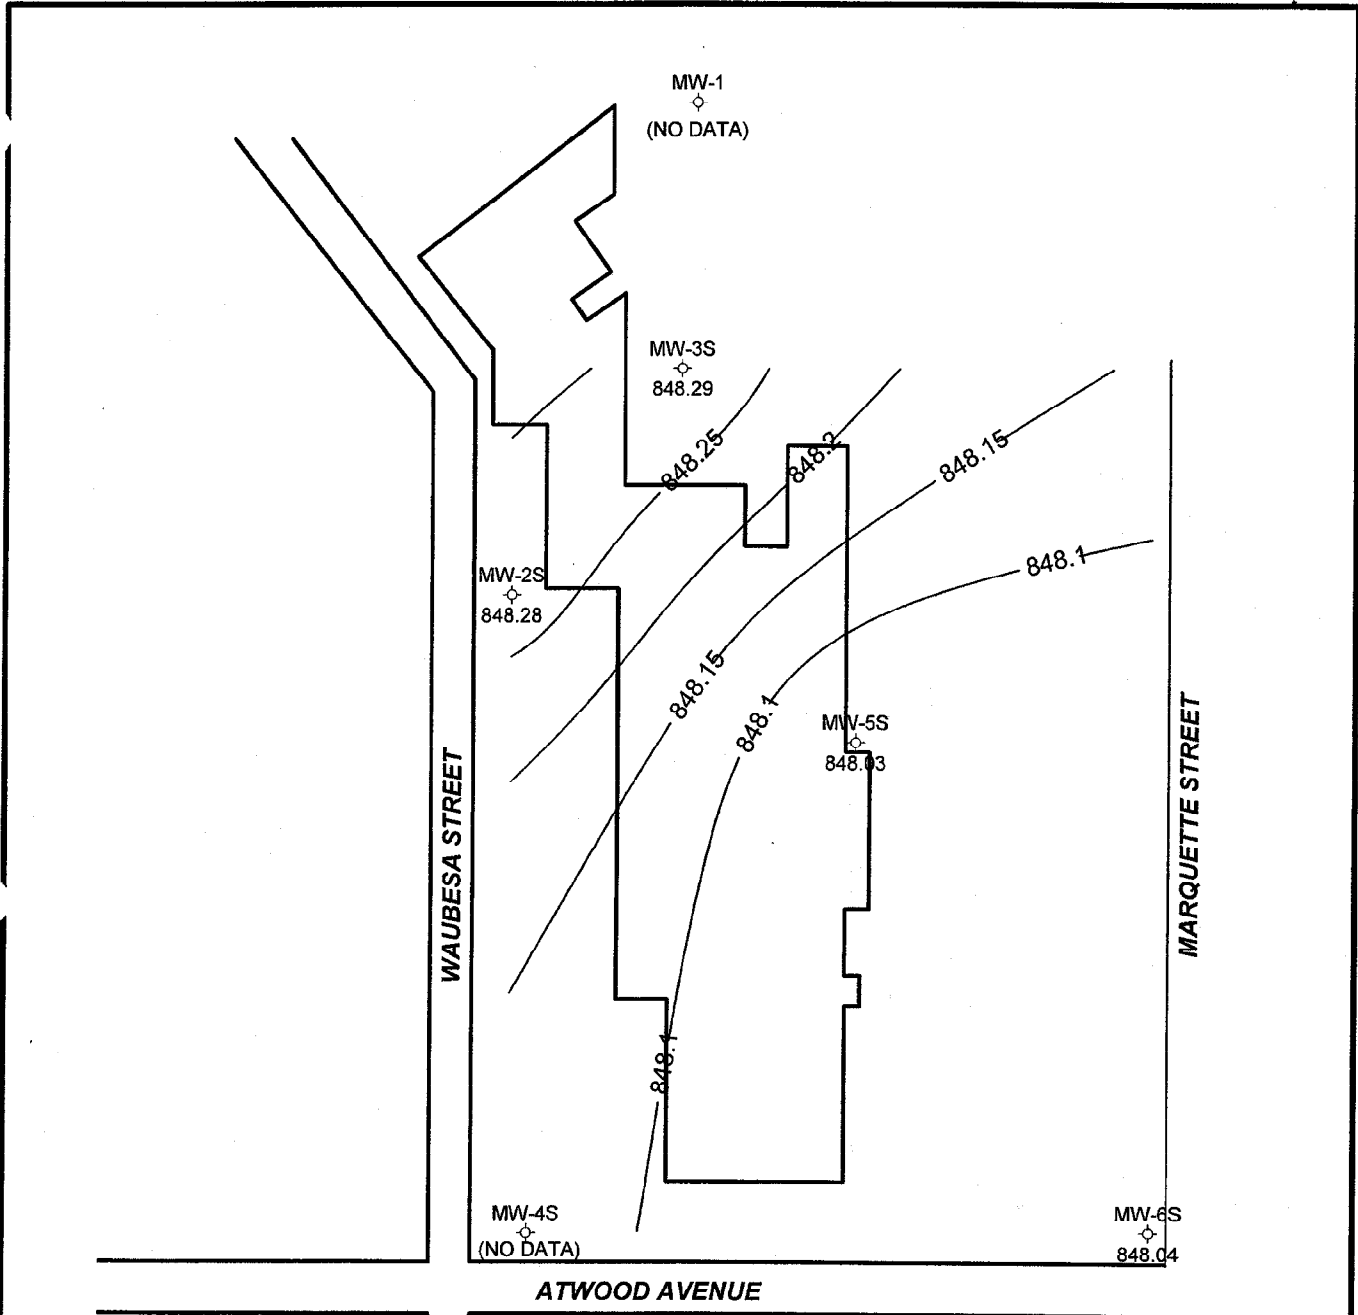 MW-1
(NO DATA)
MW-3S
848.29
848.25
848.2
848.15
848.1
MW-2S
848.28
848.15
848.1
MW-5S
848.03
WAUBESA STREET
MARQUETTE STREET
848.1
MW-4S
(NO DATA)
MW-6S
848.04
ATWOOD AVENUE